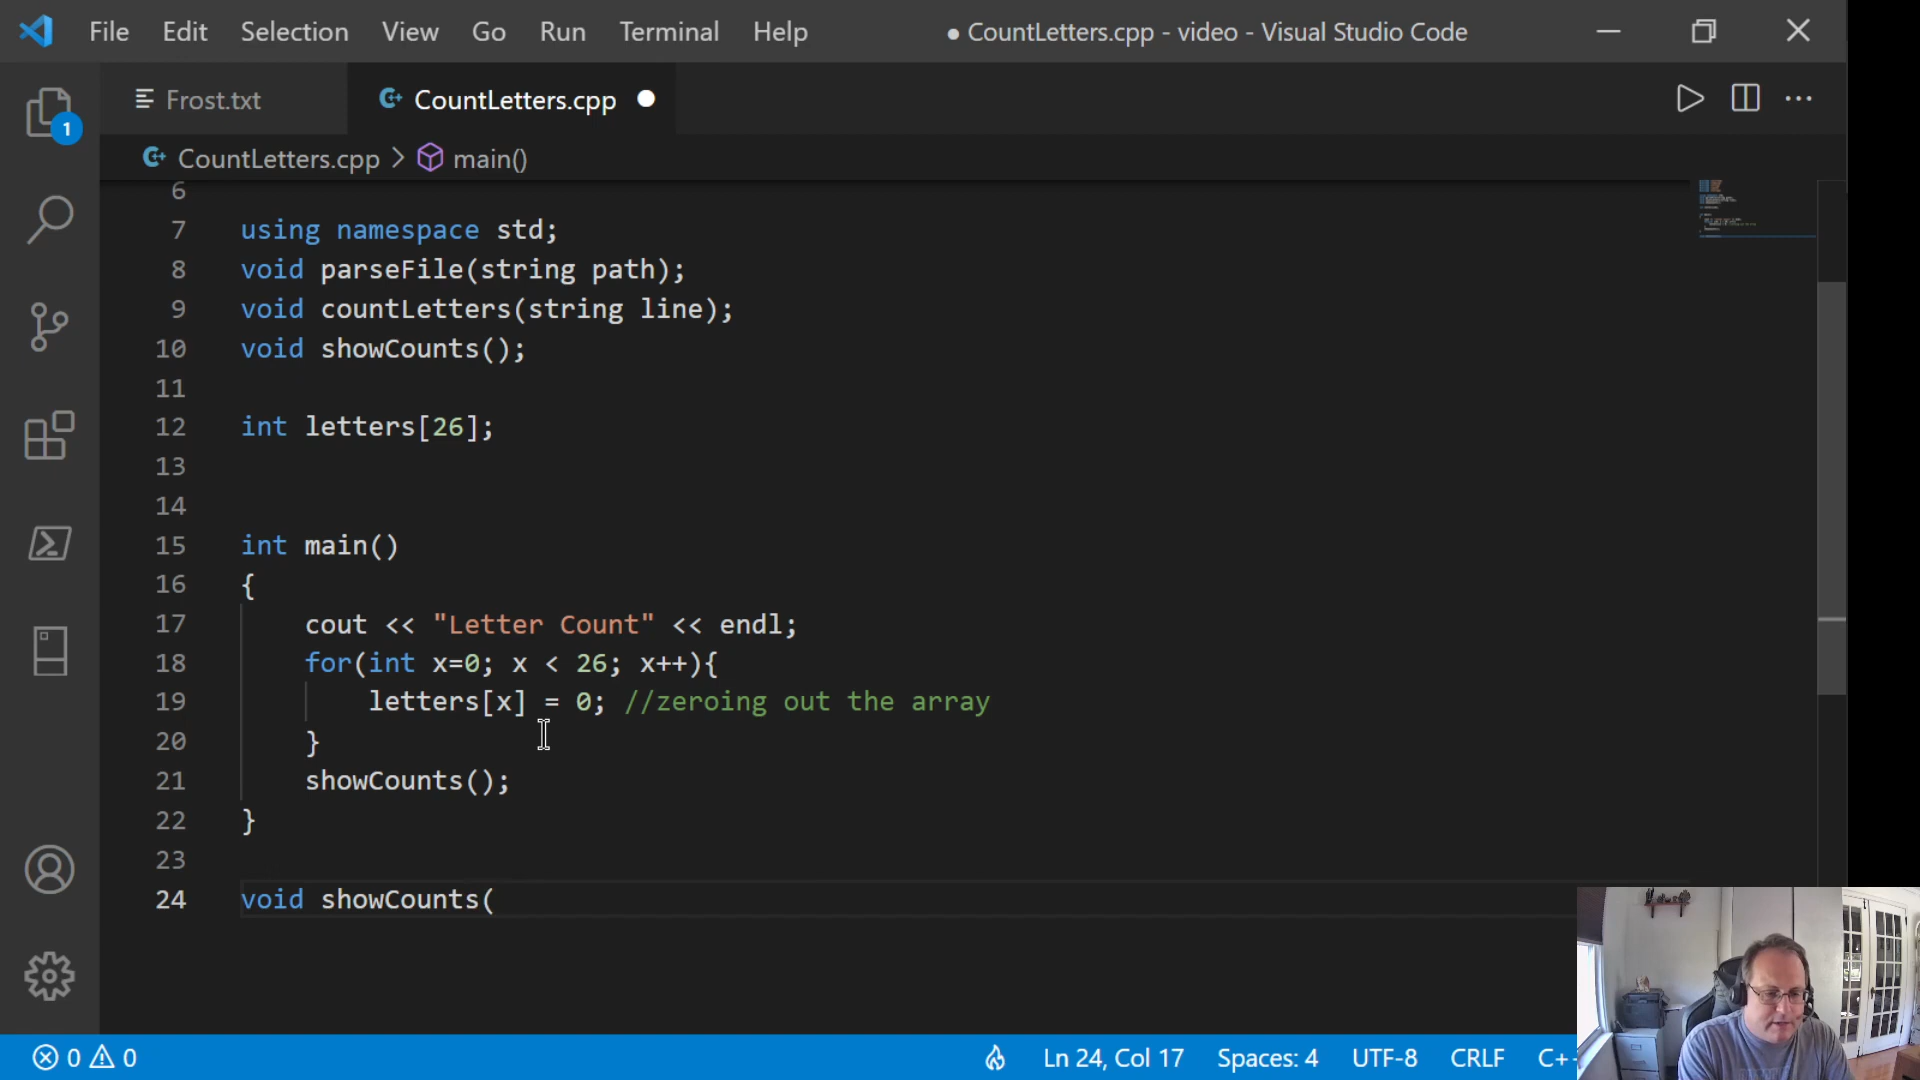 File Edit Selection View Go Run Terminal Help ● CountLetters.cpp - video - Visual Studio Code
Frost.txt CountLetters.cpp
CountLetters.cpp > main()
1
6
7 using namespace std;
8 void parseFile(string path);
9 void countLetters(string line);
10 void showCounts();
11
12 int letters[26];
13
14
15 int main()
16 {
17 cout << "Letter Count" << endl;
18 for(int x=0; x < 26; x++){
19 letters[x] = 0; //zeroing out the array
20 }
21 showCounts();
22 }
23
24 void showCounts(
0 0 Ln 24, Col 17 Spaces: 4 UTF-8 CRLF